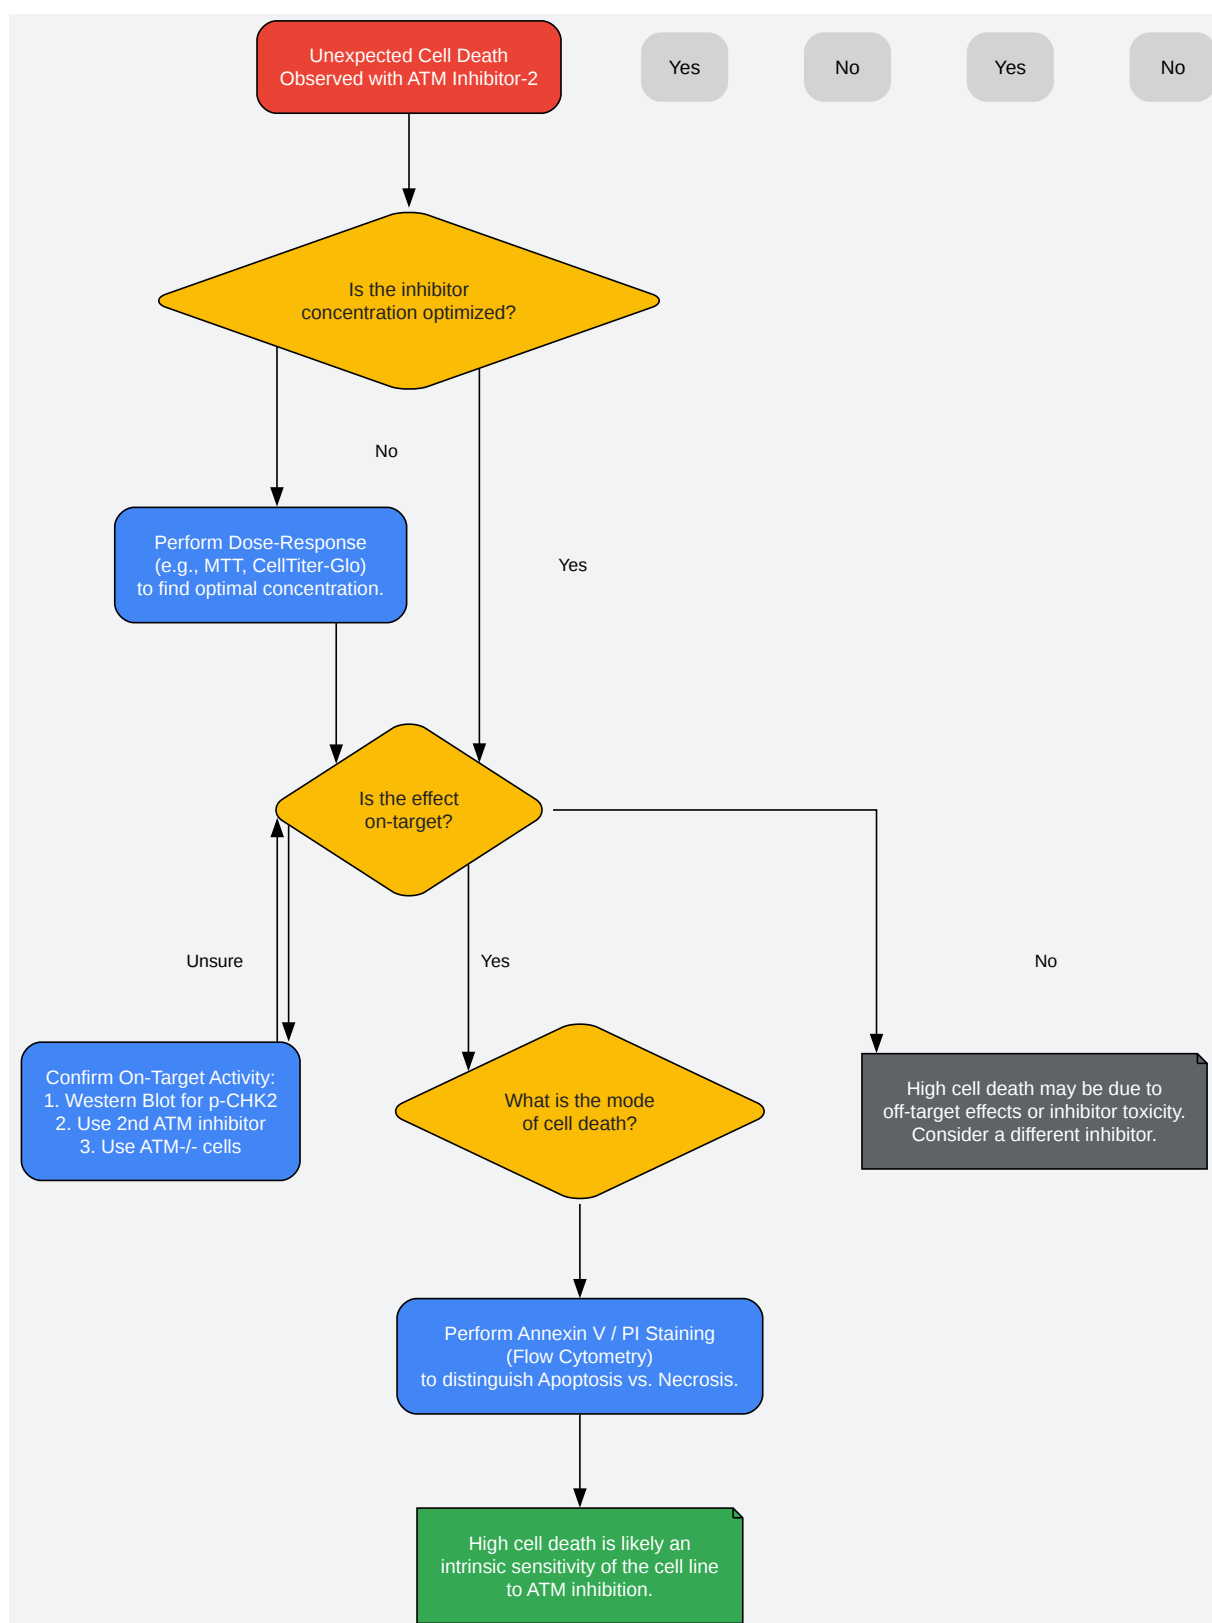 Unexpected Cell Death
Observed with ATM Inhibitor-2
Yes
No
Yes
No
Is the inhibitor
concentration optimized?
No
Perform Dose-Response
(e.g., MTT, CellTiter-Glo)
to find optimal concentration.
Yes
Is the effect
on-target?
Unsure
Yes
No
Confirm On-Target Activity:
1. Western Blot for p-CHK2
2. Use 2nd ATM inhibitor
3. Use ATM-/- cells
What is the mode
of cell death?
High cell death may be due to
off-target effects or inhibitor toxicity.
Consider a different inhibitor.
Perform Annexin V / PI Staining
(Flow Cytometry)
to distinguish Apoptosis vs. Necrosis.
High cell death is likely an
intrinsic sensitivity of the cell line
to ATM inhibition.